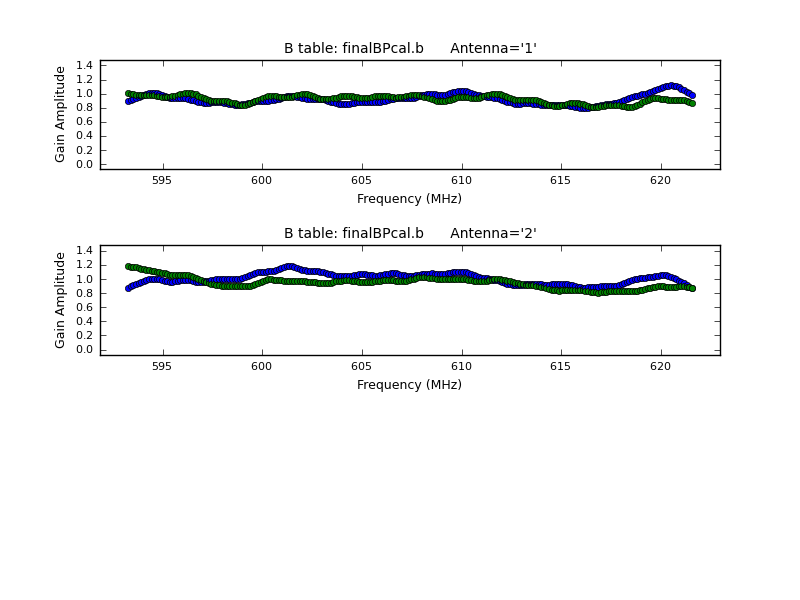 B table: finalBPcal.b Antenna='1'
1.4
1.2
1.0
0.8
0.6
0.4
0.2
0.0
Gain Amplitude
595 600 605 610 615 620
Frequency (MHz)
B table: finalBPcal.b Antenna='2'
1.4
1.2
1.0
0.8
0.6
0.4
0.2
0.0
Gain Amplitude
595 600 605 610 615 620
Frequency (MHz)